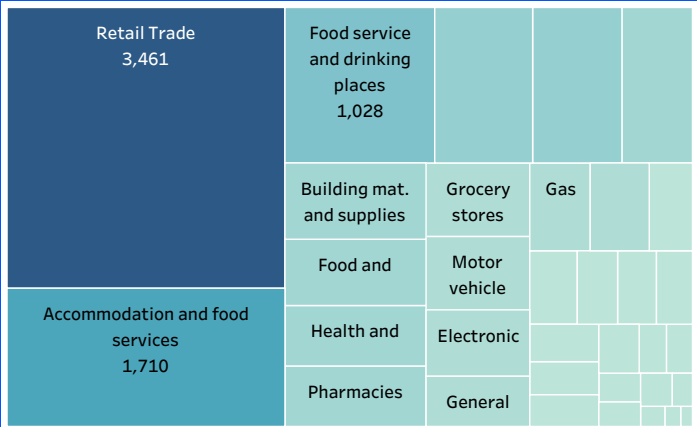 Retail Trade
3,461
Accommodation and food
services
1,710
Food service
and drinking
places
1,028
Building mat.
and supplies
Food and
Health and
Pharmacies
Grocery
stores
Motor
vehicle
Electronic
General
Gas